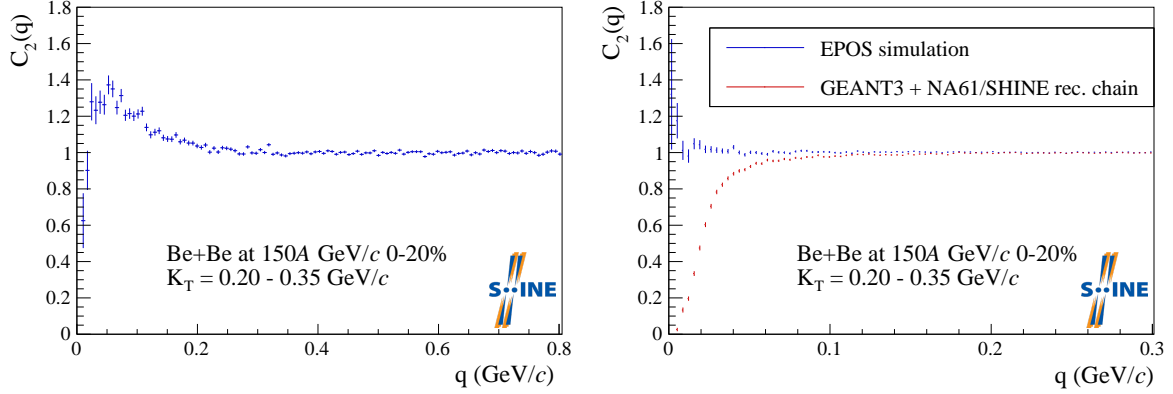 C₂(q)
1.8
1.6
1.4
1.2
1
0.8
0.6
0.4
0.2
0
Be+Be at 150A GeV/c 0-20%
K_T = 0.20 - 0.35 GeV/c
SHINE
0 0.2 0.4 0.6 0.8
q (GeV/c)
C₂(q)
1.8
1.6
1.4
1.2
1
0.8
0.6
0.4
0.2
0
EPOS simulation
GEANT3 + NA61/SHINE rec. chain
Be+Be at 150A GeV/c 0-20%
K_T = 0.20 - 0.35 GeV/c
SHINE
0 0.1 0.2 0.3
q (GeV/c)